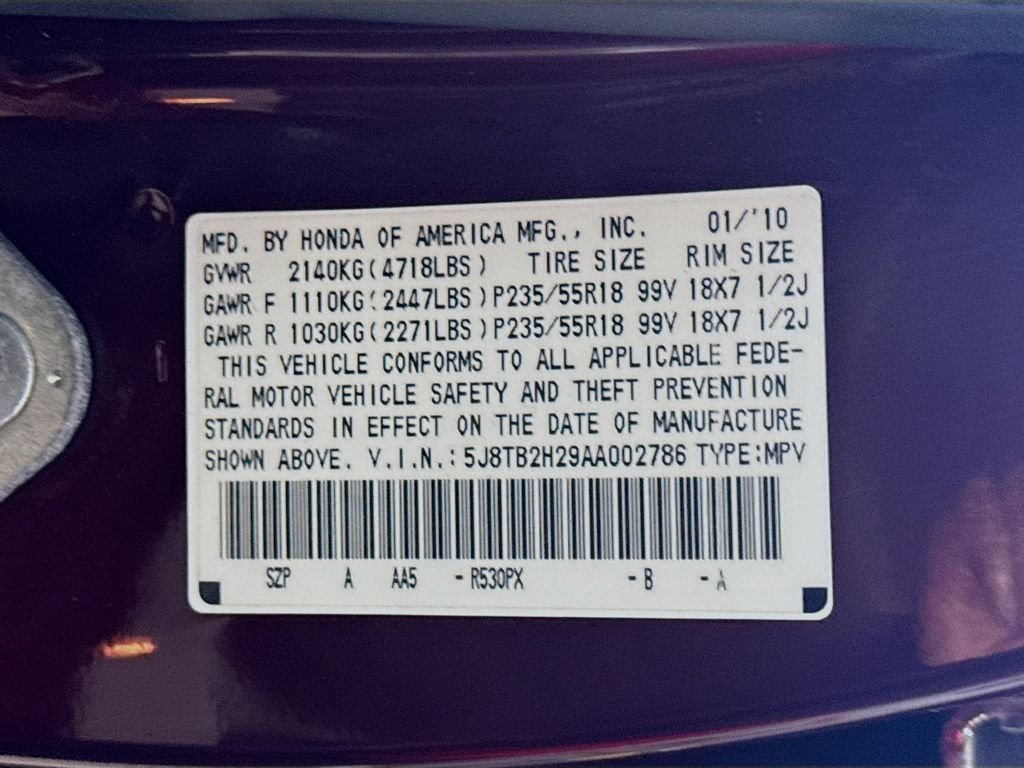 MFD. BY HONDA OF AMERICA MFG., INC. 01/'10
GVWR 2140KG(4718LBS) TIRE SIZE RIM SIZE
GAWR F 1110KG(2447LBS)P235/55R18 99V 18X7 1/2J
GAWR R 1030KG(2271LBS)P235/55R18 99V 18X7 1/2J
THIS VEHICLE CONFORMS TO ALL APPLICABLE FEDE-
RAL MOTOR VEHICLE SAFETY AND THEFT PREVENTION
STANDARDS IN EFFECT ON THE DATE OF MANUFACTURE
SHOWN ABOVE. V.I.N.:5J8TB2H29AA002786 TYPE:MPV
SZP A AA5 -R530PX -B -A